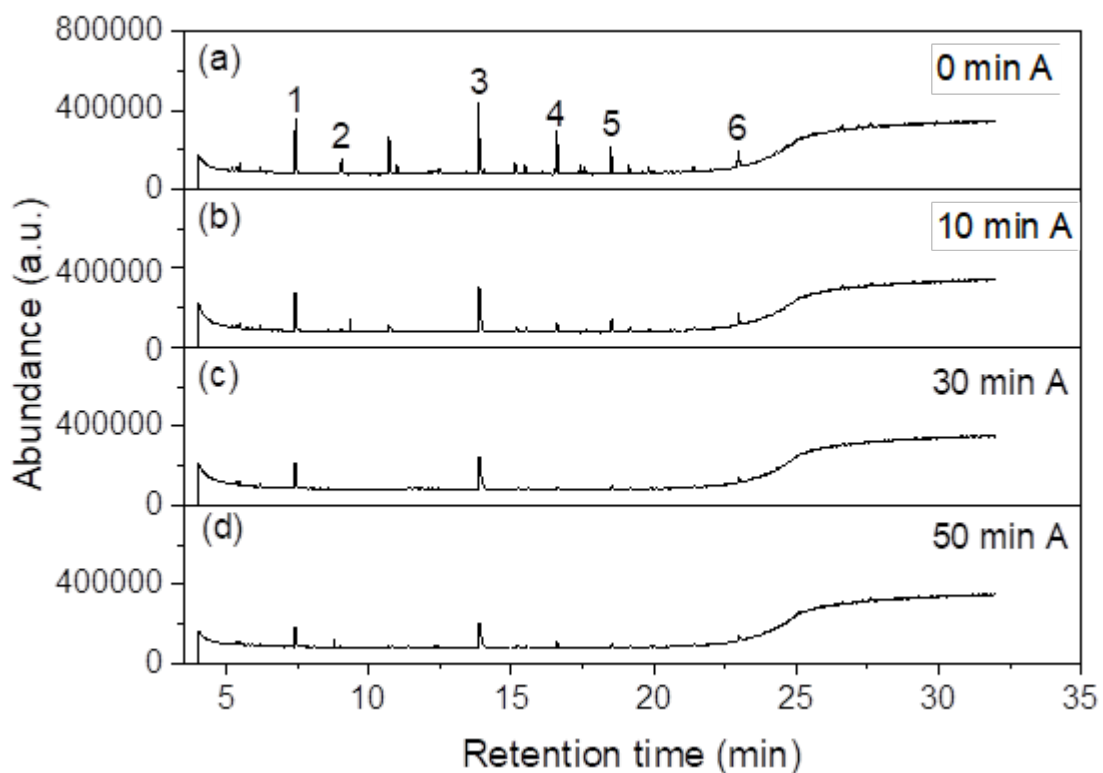 800000
(a)
0 min A
1
2
3
4
5
6
400000
0
(b)
10 min A
400000
0
(c)
30 min A
400000
0
(d)
50 min A
400000
0
5
10
15
20
25
30
35
Abundance (a.u.)
Retention time (min)